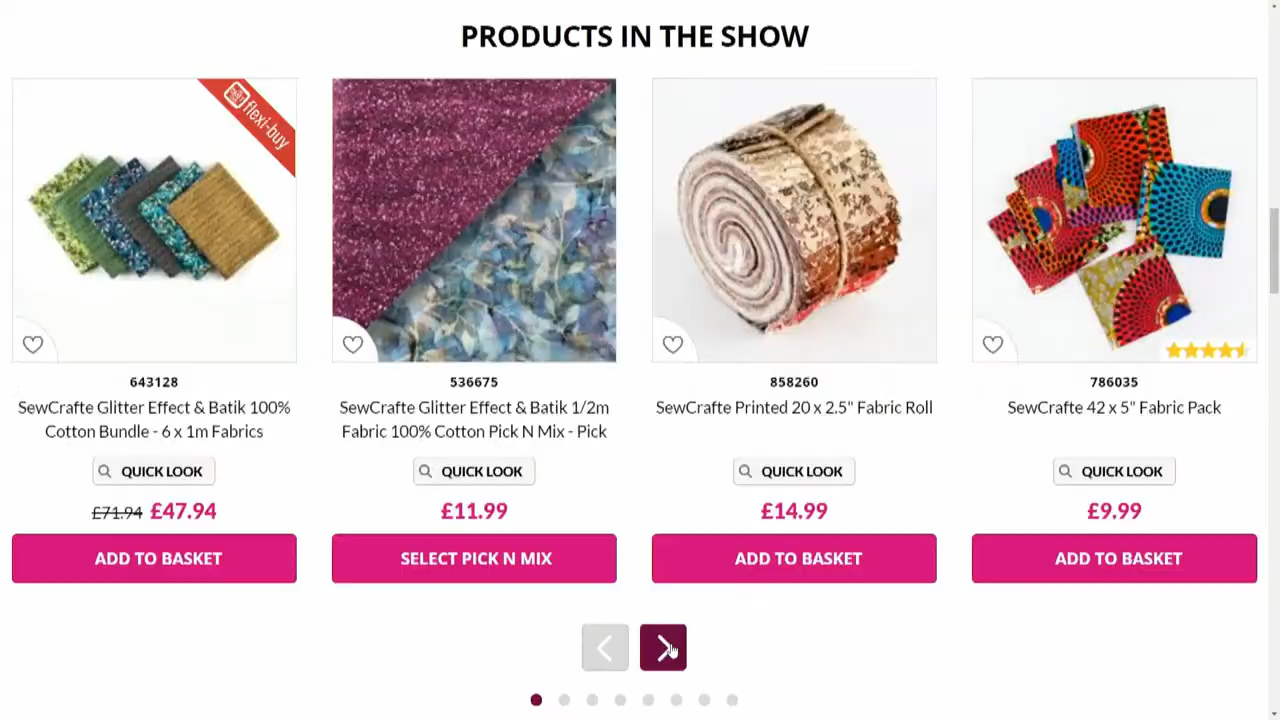 PRODUCTS IN THE SHOW
flexi-buy
643128
SewCrafte Glitter Effect & Batik 100%
Cotton Bundle - 6 x 1m Fabrics
QUICK LOOK
£71.94 £47.94
ADD TO BASKET
536675
SewCrafte Glitter Effect & Batik 1/2m
Fabric 100% Cotton Pick N Mix - Pick
QUICK LOOK
£11.99
SELECT PICK N MIX
858260
SewCrafte Printed 20 x 2.5" Fabric Roll
QUICK LOOK
£14.99
ADD TO BASKET
786035
SewCrafte 42 x 5" Fabric Pack
QUICK LOOK
£9.99
ADD TO BASKET